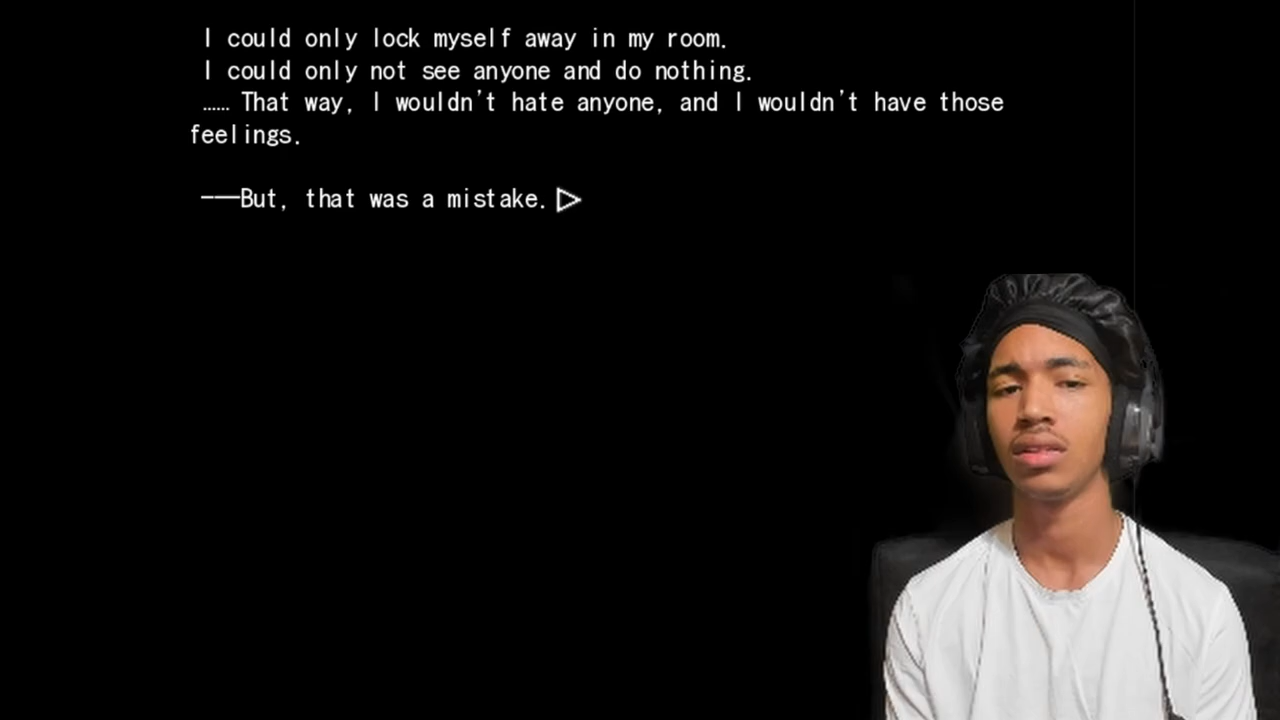 I could only lock myself away in my room.
I could only not see anyone and do nothing.
…… That way, I wouldn't hate anyone, and I wouldn't have those
feelings.
――But, that was a mistake.